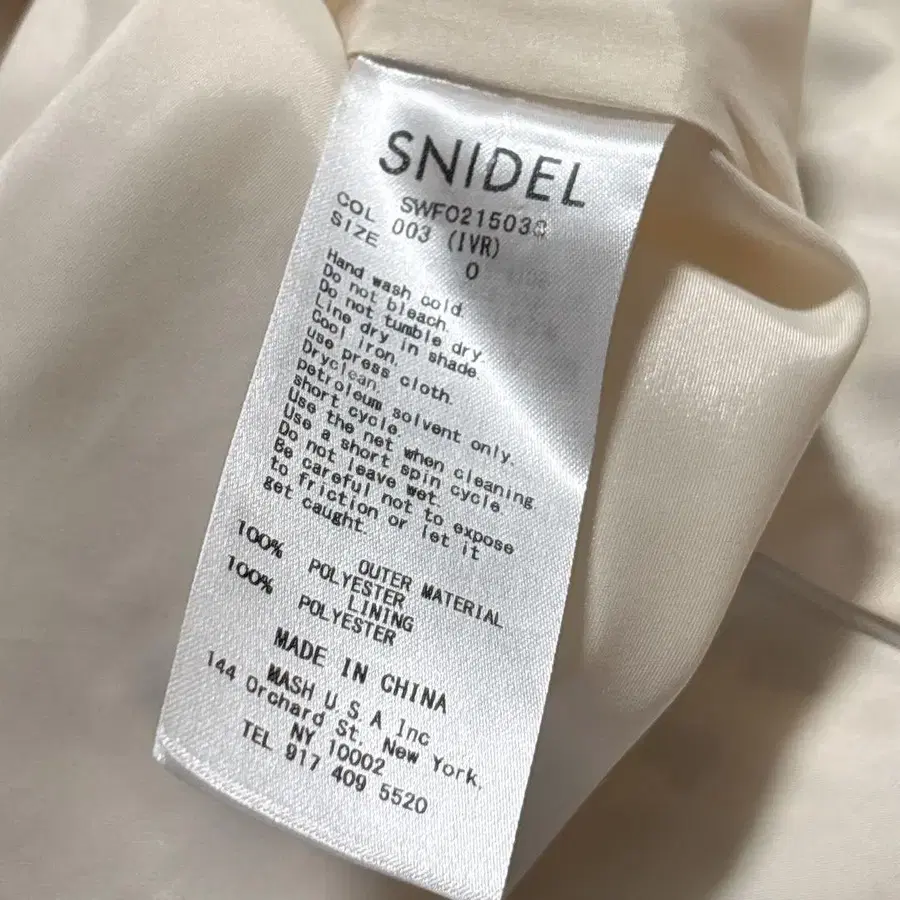 SNIDEL
SWFO215038
COL 003 (IVR)
SIZE 0
Hand wash cold.
Do not bleach.
Do not tumble dry.
Line dry in shade.
Cool iron.
use press cloth.
Dryclean.
petroleum solvent only.
short cycle.
Use the net when cleaning.
Use a short spin cycle
Do not leave wet.
Be careful not to expose
to friction or let it
get caught.
OUTER MATERIAL
100% POLYESTER
LINING
100% POLYESTER
MADE IN CHINA
MASH U.S.A Inc
144 Orchard St. New York,
NY 10002
TEL 917 409 5520